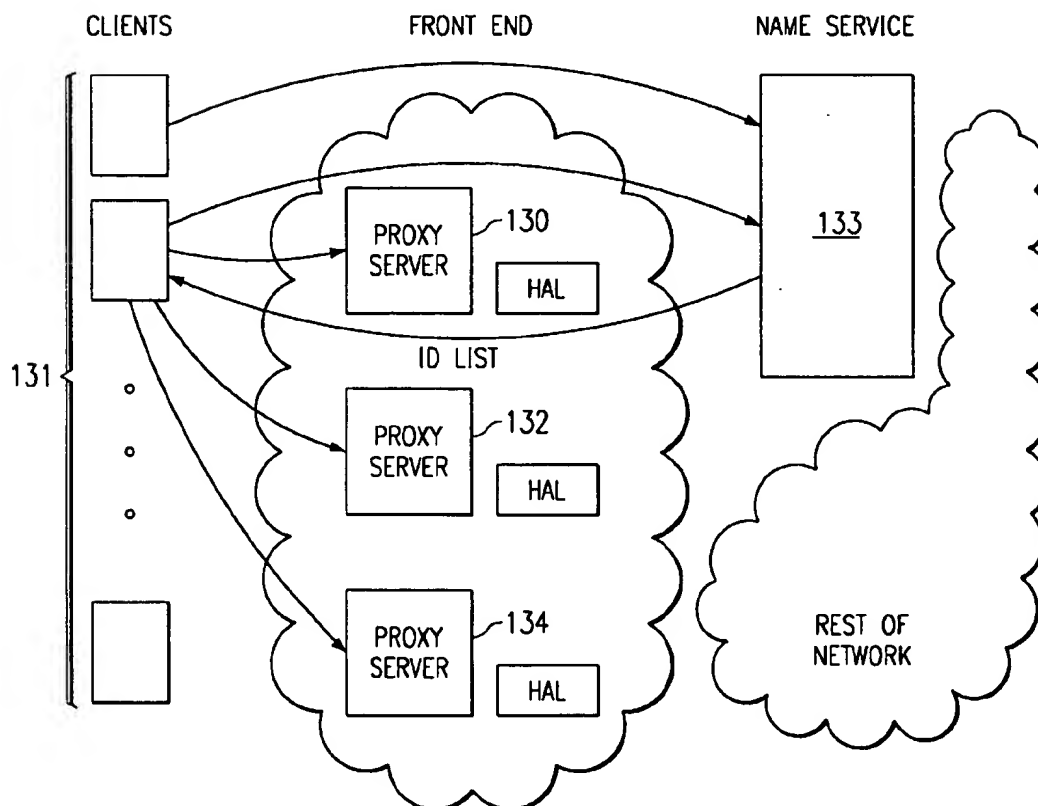 CLIENTS
FRONT END
NAME SERVICE
PROXY
SERVER
130
HAL
133
ID LIST
131
PROXY
SERVER
132
HAL
PROXY
SERVER
134
HAL
REST OF
NETWORK